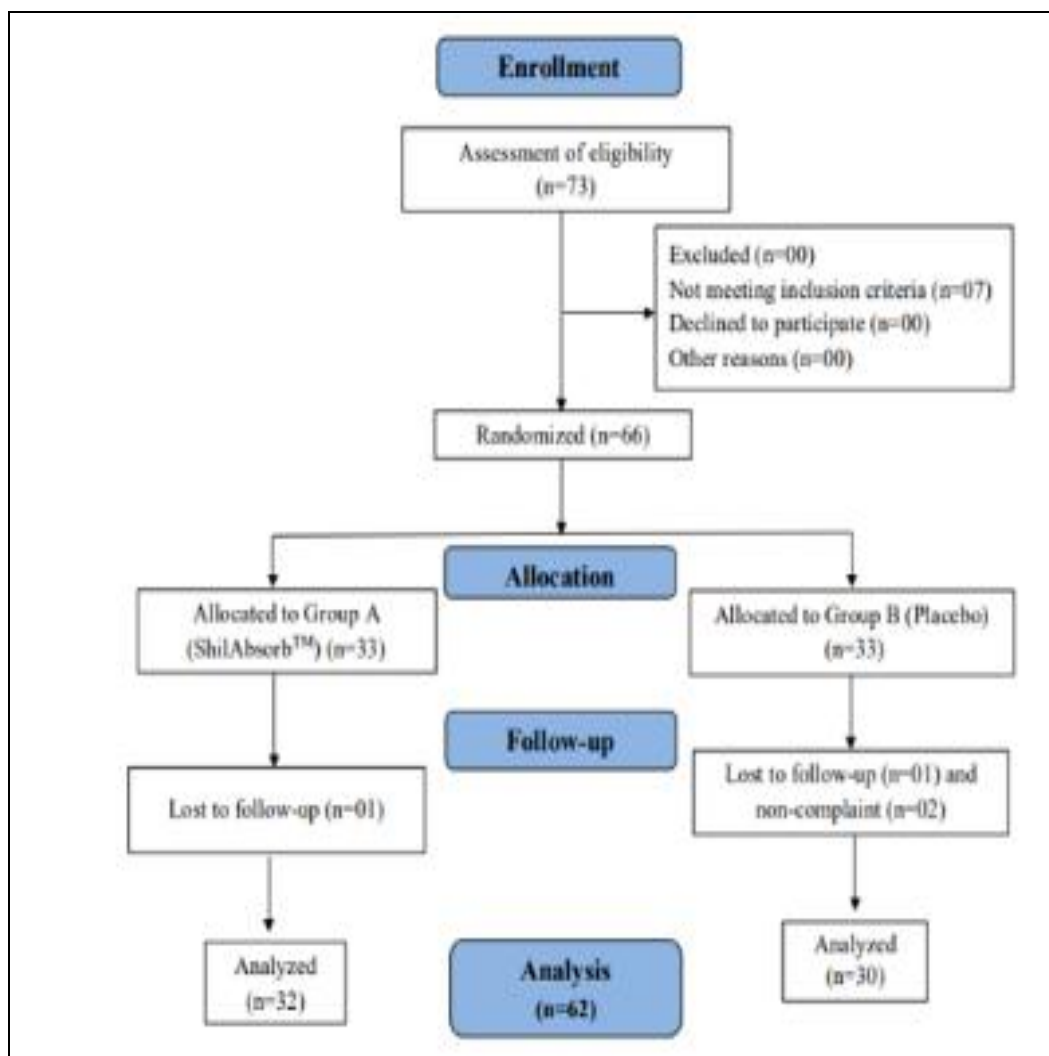 Enrollment
Assessment of eligibility
(n=73)
Excluded (n=00)
Not meeting inclusion criteria (n=07)
Declined to participate (n=00)
Other reasons (n=00)
Randomized (n=66)
Allocation
Allocated to Group A
(ShilAbsorb™) (n=33)
Allocated to Group B (Placebo)
(n=33)
Follow-up
Lost to follow-up (n=01)
Lost to follow-up (n=01) and
non-complaint (n=02)
Analyzed
(n=32)
Analysis
(n=62)
Analyzed
(n=30)